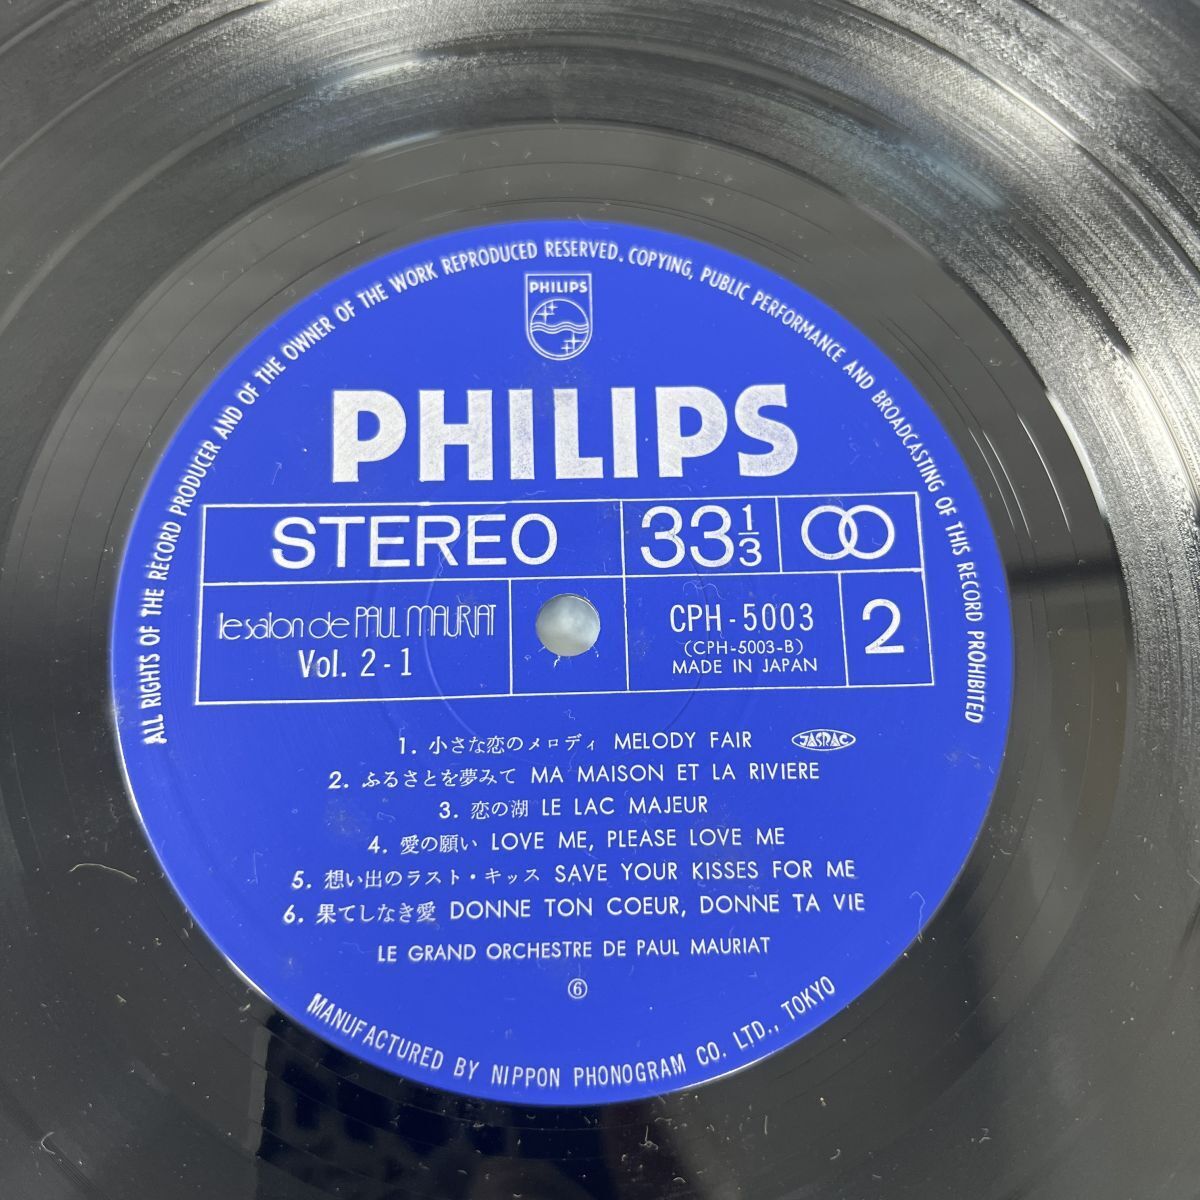 ALL RIGHTS OF THE RECORD PRODUCER AND OF THE OWNER OF THE WORK REPRODUCED RESERVED. COPYING, PUBLIC PERFORMANCE AND BROADCASTING OF THIS RECORD PROHIBITED
PHILIPS
PHILIPS
STEREO 33 1/3
le salon de PAUL MAURIAT
Vol. 2-1
CPH-5003
(CPH-5003-B)
MADE IN JAPAN
2
1. 小さな恋のメロディ MELODY FAIR JASRAC
2. ふるさとを夢みて MA MAISON ET LA RIVIERE
3. 恋の湖 LE LAC MAJEUR
4. 愛の願い LOVE ME, PLEASE LOVE ME
5. 想い出のラスト・キッス SAVE YOUR KISSES FOR ME
6. 果てしなき愛 DONNE TON COEUR, DONNE TA VIE
LE GRAND ORCHESTRE DE PAUL MAURIAT
⑥
MANUFACTURED BY NIPPON PHONOGRAM CO. LTD., TOKYO